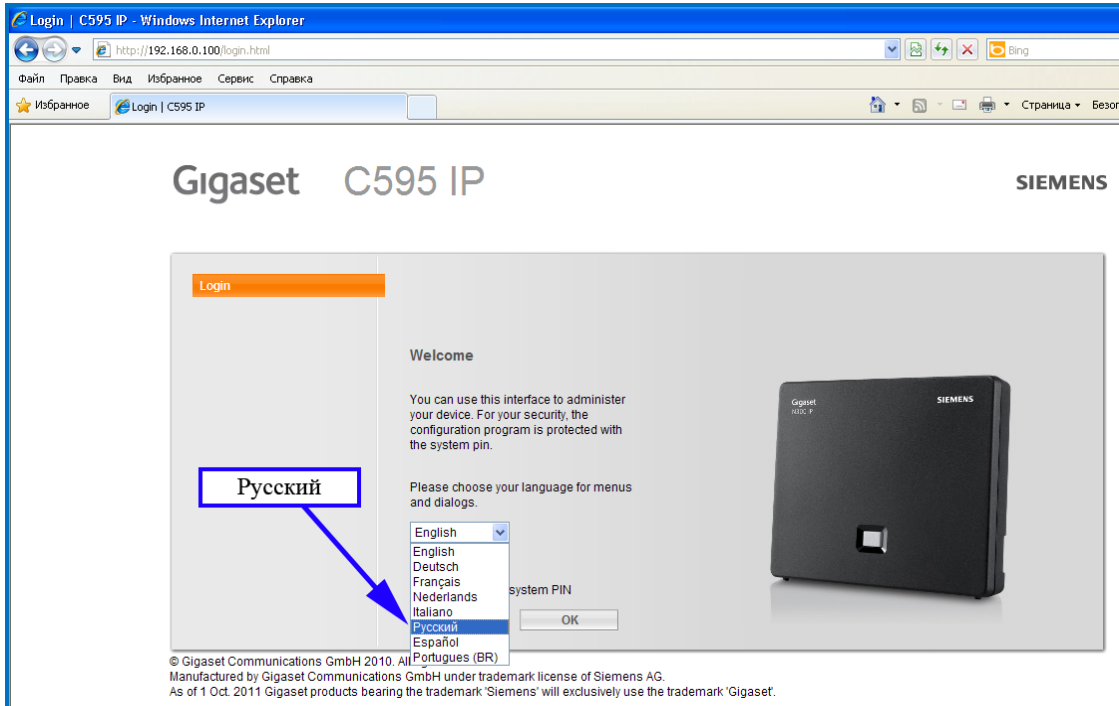 Login | C595 IP - Windows Internet Explorer
http://192.168.0.100/login.html
Bing
Файл Правка Вид Избранное Сервис Справка
Избранное Login | C595 IP Страница
Gigaset C595 IP
SIEMENS
Login
Welcome
You can use this interface to administer
your device. For your security, the
configuration program is protected with
the system pin.
Gigaset
SIEMENS
N300 IP
Русский
Please choose your language for menus
and dialogs.
English
English
Deutsch
Français
Nederlands
system PIN
Italiano
Русский
OK
Español
Portugues (BR)
© Gigaset Communications GmbH 2010.
Manufactured by Gigaset Communications GmbH under trademark license of Siemens AG.
As of 1 Oct. 2011 Gigaset products bearing the trademark 'Siemens' will exclusively use the trademark 'Gigaset'.